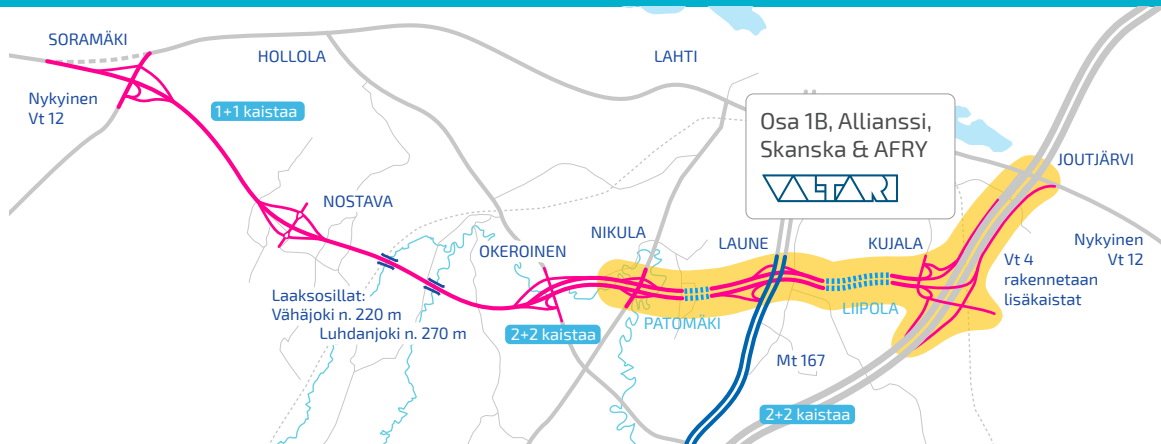 SORAMÄKI
HOLLOLA
LAHTI
Nykyinen
Vt 12
1+1 kaistaa
Osa 1B, Allianssi,
Skanska & AFRY
VALTARI
JOUTJÄRVI
NOSTAVA
NIKULA
LAUNE
KUJALA
OKEROINEN
Nykyinen
Vt 12
Vt 4
rakennetaan
lisäkaistat
Laaksosillat:
Vähäjoki n. 220 m
Luhdanjoki n. 270 m
PATOMÄKI
LIIPOLA
2+2 kaistaa
Mt 167
2+2 kaistaa